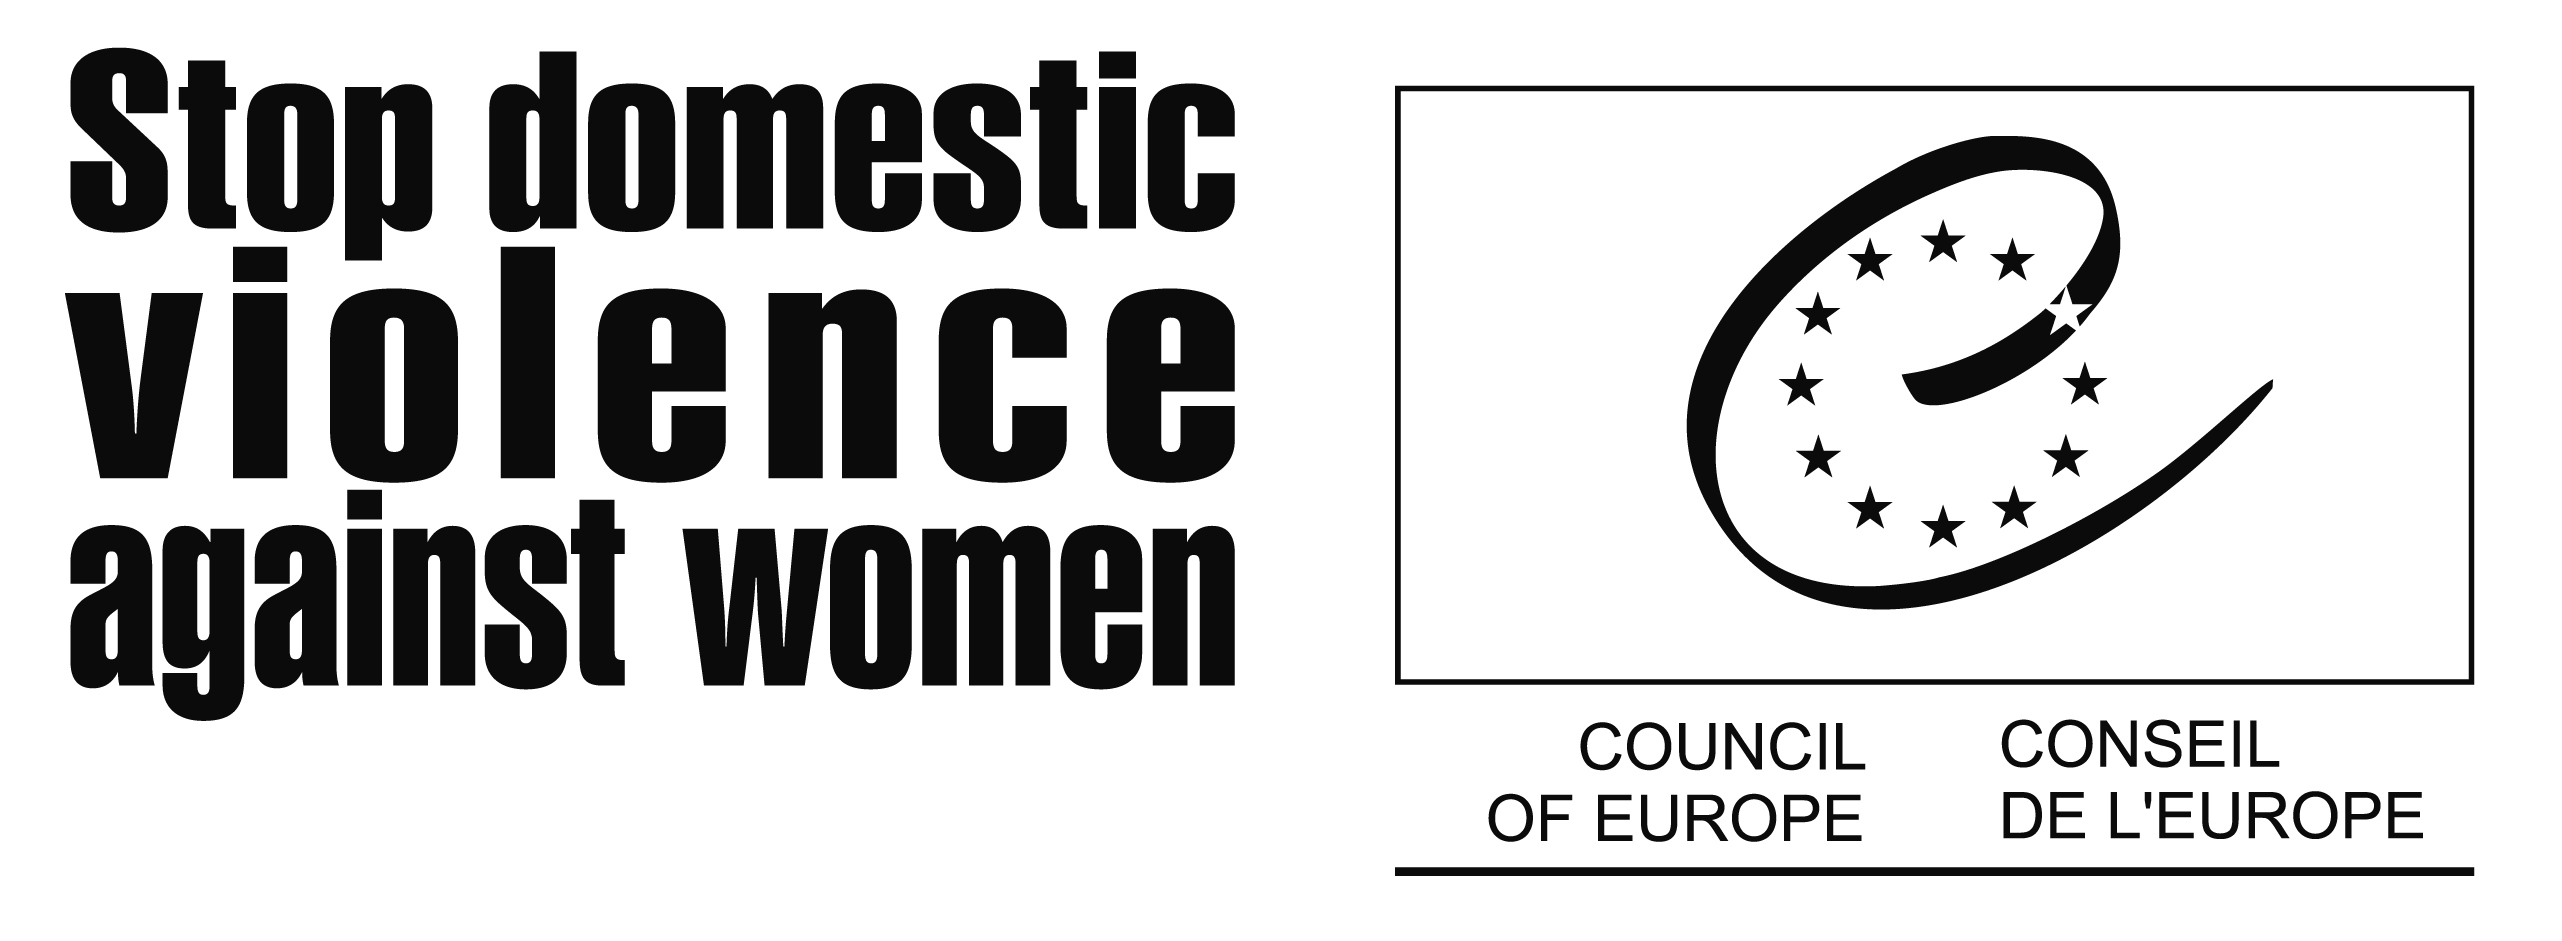 Stop domestic
violence
against women
COUNCIL
OF EUROPE
CONSEIL
DE L'EUROPE